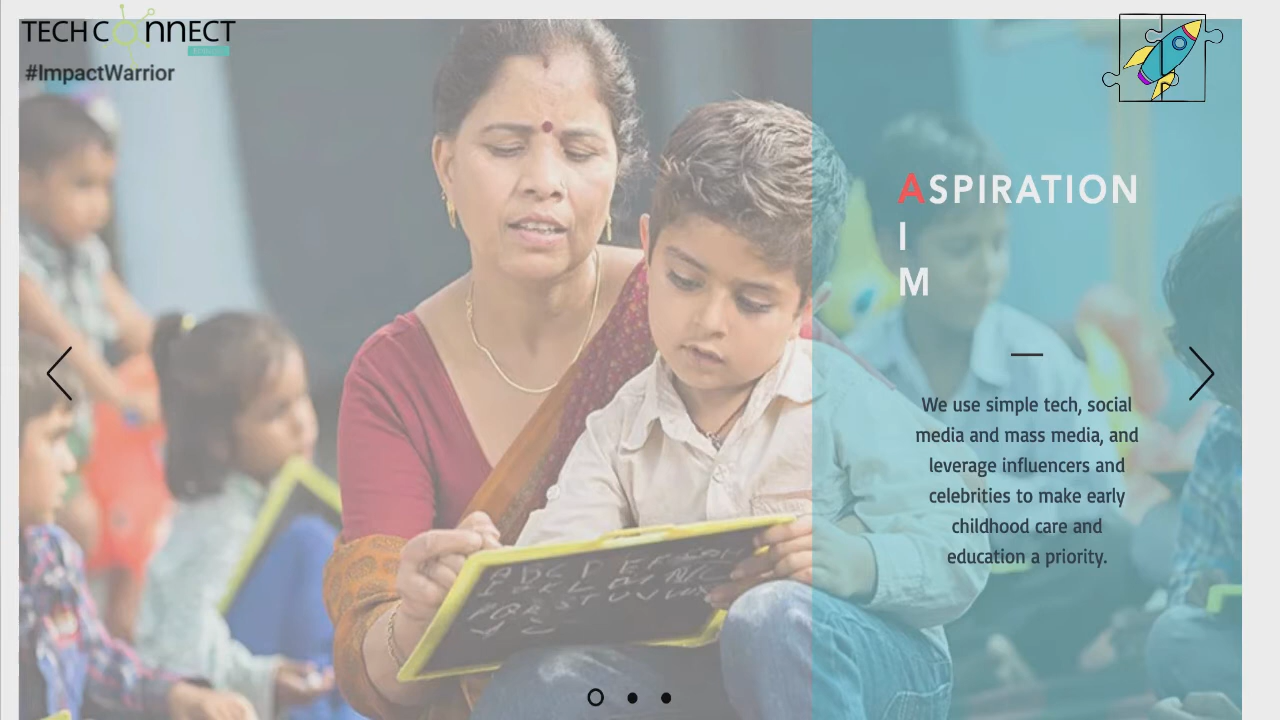 TECH CONNECT
#ImpactWarrior
ASPIRATION
I
M
We use simple tech, social
media and mass media, and
leverage influencers and
celebrities to make early
childhood care and
education a priority.
A B C D E F G H